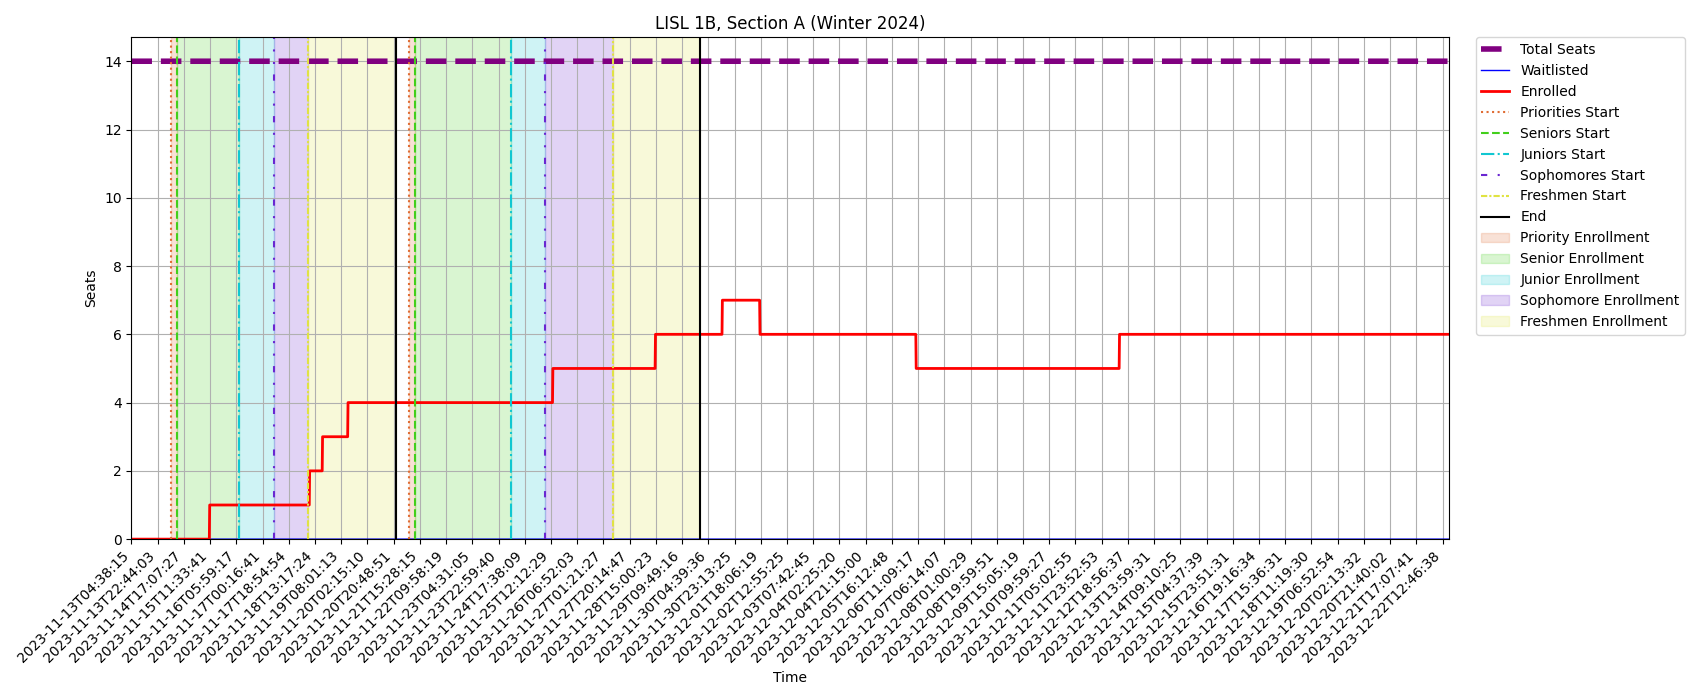 LISL 1B, Section A (Winter 2024)
Seats
14
12
10
8
6
4
2
0
2023-11-13T04:38:15
2023-11-13T22:44:03
2023-11-14T17:07:27
2023-11-15T11:33:41
2023-11-16T05:59:17
2023-11-17T00:16:41
2023-11-17T18:54:54
2023-11-18T13:17:24
2023-11-19T08:01:13
2023-11-20T02:15:10
2023-11-20T20:48:51
2023-11-21T15:28:15
2023-11-22T09:58:19
2023-11-23T04:31:05
2023-11-23T22:59:40
2023-11-24T17:38:09
2023-11-25T12:12:29
2023-11-26T06:52:03
2023-11-27T01:21:27
2023-11-27T20:14:47
2023-11-28T15:00:23
2023-11-29T09:49:16
2023-11-30T04:39:36
2023-11-30T23:13:25
2023-12-01T18:06:19
2023-12-02T12:55:25
2023-12-03T07:42:45
2023-12-04T02:25:20
2023-12-04T21:15:00
2023-12-05T16:12:48
2023-12-06T11:09:17
2023-12-07T06:14:07
2023-12-08T01:00:29
2023-12-08T19:59:51
2023-12-09T15:05:19
2023-12-10T09:59:27
2023-12-11T05:02:55
2023-12-11T23:52:53
2023-12-12T18:56:37
2023-12-13T13:59:31
2023-12-14T09:10:25
2023-12-15T04:37:39
2023-12-15T23:51:31
2023-12-16T19:16:34
2023-12-17T15:36:31
2023-12-18T11:19:30
2023-12-19T06:52:54
2023-12-20T02:13:32
2023-12-20T21:40:02
2023-12-21T17:07:41
2023-12-22T12:46:38
Time
Total Seats
Waitlisted
Enrolled
Priorities Start
Seniors Start
Juniors Start
Sophomores Start
Freshmen Start
End
Priority Enrollment
Senior Enrollment
Junior Enrollment
Sophomore Enrollment
Freshmen Enrollment